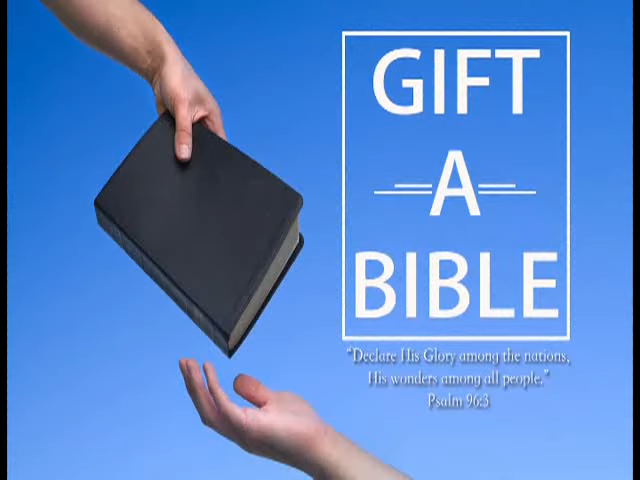 GIFT
A
BIBLE
"Declare His Glory among the nations,
His wonders among all people."
Psalm 96:3